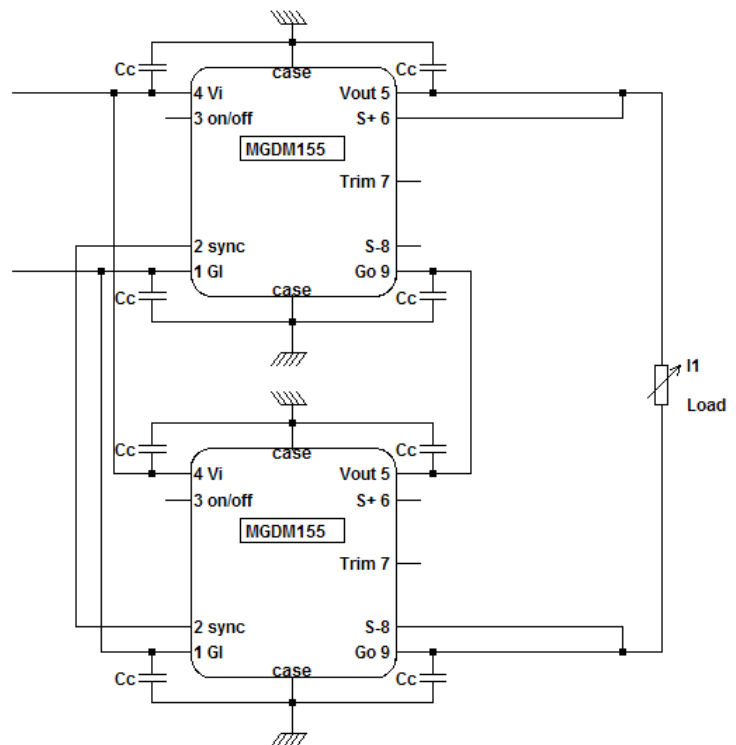 case
Cc
Cc
4 Vi
Vout 5
3 on/off
S+ 6
MGDM155
Trim 7
2 sync
S-8
1 GI
Go 9
case
Cc
Cc
I1
Load
case
Cc
Cc
4 Vi
Vout 5
3 on/off
S+ 6
MGDM155
Trim 7
2 sync
S-8
1 GI
Go 9
case
Cc
Cc